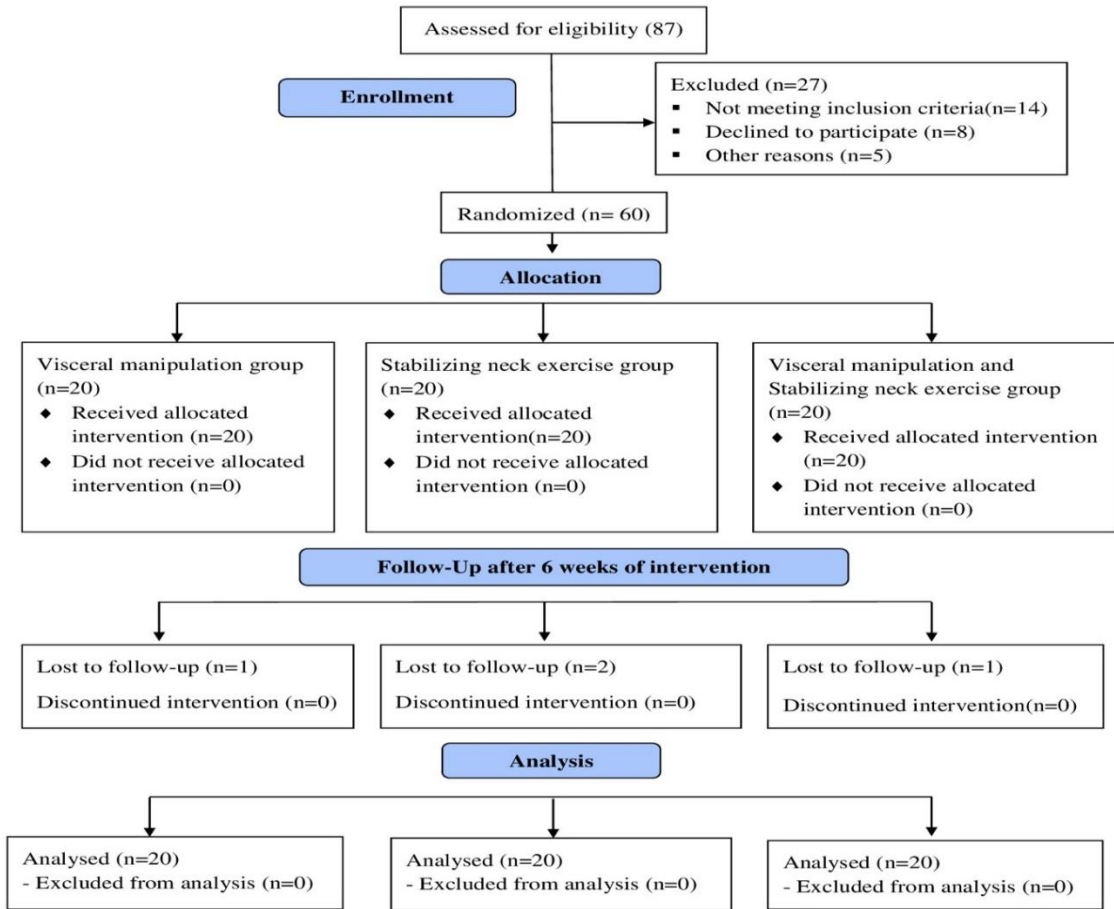 Assessed for eligibility (87)
Enrollment
Excluded (n=27)
▪ Not meeting inclusion criteria(n=14)
▪ Declined to participate (n=8)
▪ Other reasons (n=5)
Randomized (n= 60)
Allocation
Visceral manipulation group
(n=20)
◆ Received allocated
intervention (n=20)
◆ Did not receive allocated
intervention (n=0)
Stabilizing neck exercise group
(n=20)
◆ Received allocated
intervention(n=20)
◆ Did not receive allocated
intervention (n=0)
Visceral manipulation and
Stabilizing neck exercise group
(n=20)
◆ Received allocated intervention
(n=20)
◆ Did not receive allocated
intervention (n=0)
Follow-Up after 6 weeks of intervention
Lost to follow-up (n=1)
Discontinued intervention (n=0)
Lost to follow-up (n=2)
Discontinued intervention (n=0)
Lost to follow-up (n=1)
Discontinued intervention(n=0)
Analysis
Analysed (n=20)
- Excluded from analysis (n=0)
Analysed (n=20)
- Excluded from analysis (n=0)
Analysed (n=20)
- Excluded from analysis (n=0)